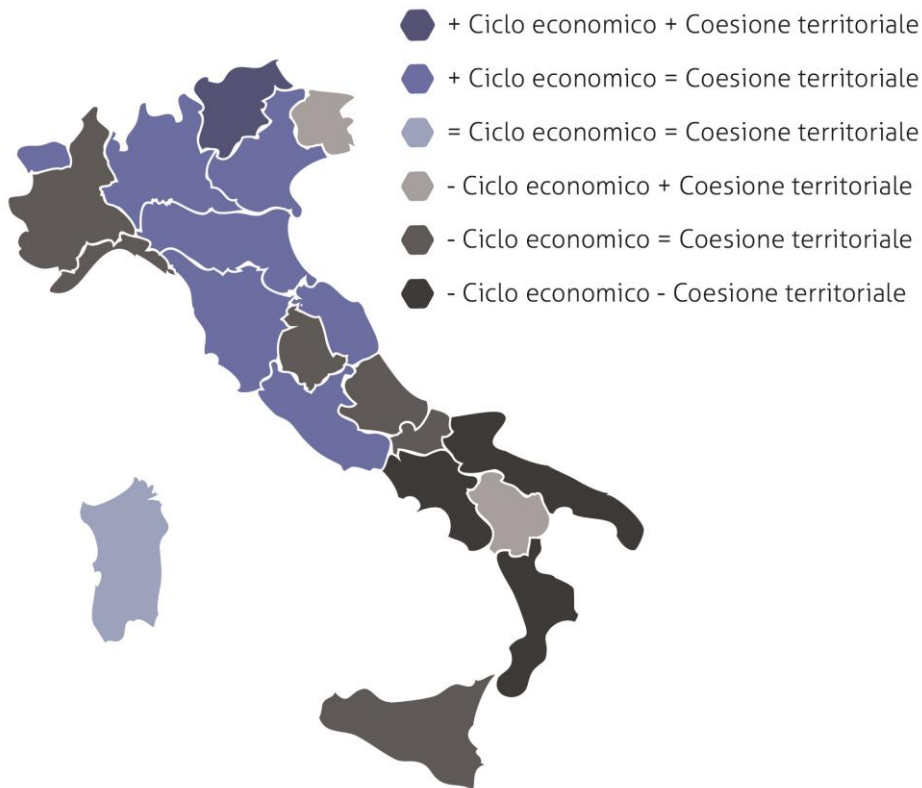 + Ciclo economico + Coesione territoriale
+ Ciclo economico = Coesione territoriale
= Ciclo economico = Coesione territoriale
- Ciclo economico + Coesione territoriale
- Ciclo economico = Coesione territoriale
- Ciclo economico - Coesione territoriale